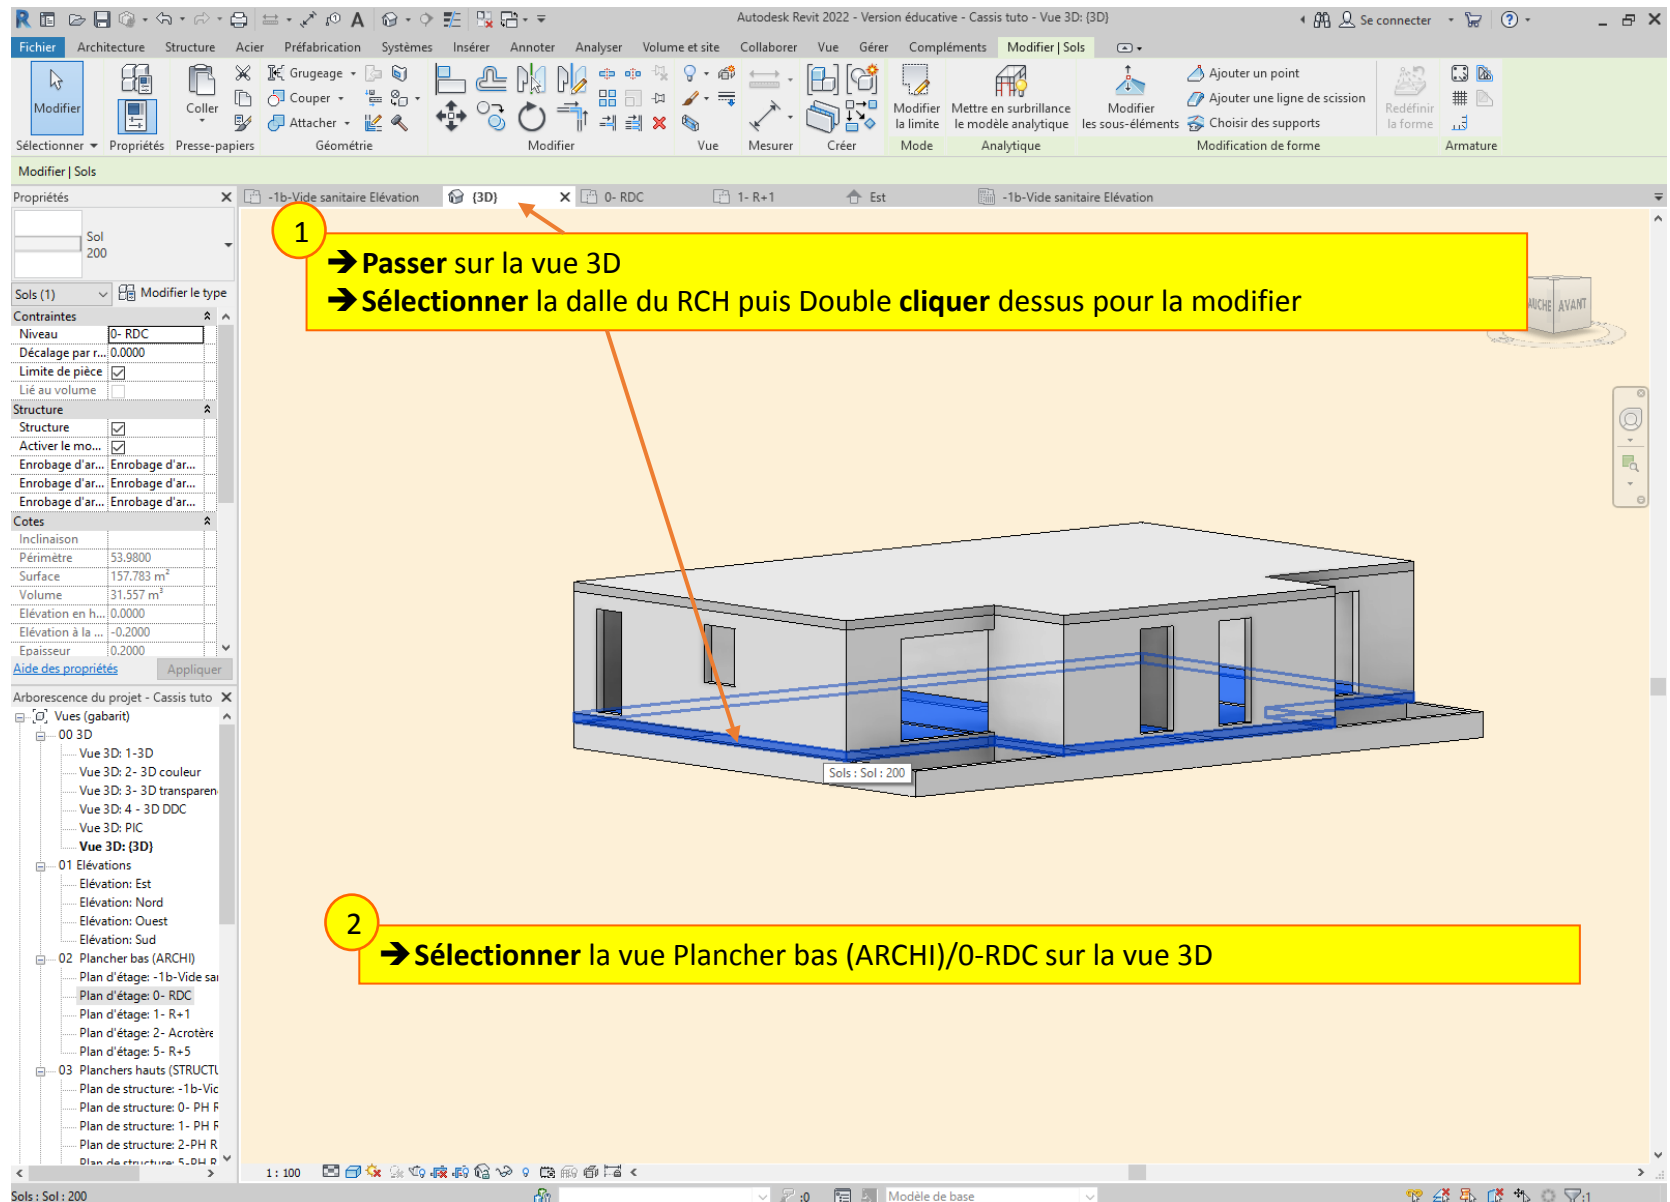 Autodesk Revit 2022 - Version éducative - Cassis tuto - Vue 3D: {3D}
Se connecter
Fichier Architecture Structure Acier Préfabrication Systèmes Insérer Annoter Analyser Volume et site Collaborer Vue Gérer Compléments Modifier | Sols
Modifier
Coller
Grugeage
Couper
Attacher
Modifier
la limite
Mettre en surbrillance
le modèle analytique
Modifier
les sous-éléments
Ajouter un point
Ajouter une ligne de scission
Choisir des supports
Redéfinir
la forme
Sélectionner Propriétés Presse-papiers Géométrie Modifier Vue Mesurer Créer Mode Analytique Modification de forme Armature
Modifier | Sols
Propriétés
-1b-Vide sanitaire Elévation {3D} 0- RDC 1- R+1 Est -1b-Vide sanitaire Elévation
Sol
200
Sols (1) Modifier le type
Contraintes
Niveau 0- RDC
Décalage par r... 0.0000
Limite de pièce
Lié au volume
Structure
Structure
Activer le mo...
Enrobage d'ar... Enrobage d'ar...
Enrobage d'ar... Enrobage d'ar...
Enrobage d'ar... Enrobage d'ar...
Cotes
Inclinaison
Périmètre 53.9800
Surface 157.783 m²
Volume 31.557 m³
Elévation en h... 0.0000
Elévation à la ... -0.2000
Epaisseur 0.2000
Aide des propriétés Appliquer
Arborescence du projet - Cassis tuto
Vues (gabarit)
00 3D
Vue 3D: 1-3D
Vue 3D: 2- 3D couleur
Vue 3D: 3- 3D transparen
Vue 3D: 4 - 3D DDC
Vue 3D: PIC
Vue 3D: {3D}
01 Elévations
Elévation: Est
Elévation: Nord
Elévation: Ouest
Elévation: Sud
02 Plancher bas (ARCHI)
Plan d'étage: -1b-Vide sai
Plan d'étage: 0- RDC
Plan d'étage: 1- R+1
Plan d'étage: 2- Acrotère
Plan d'étage: 5- R+5
03 Planchers hauts (STRUCTU
Plan de structure: -1b-Vic
Plan de structure: 0- PH R
Plan de structure: 1- PH R
Plan de structure: 2-PH R
Plan de structure: 5-PH R
1
➔ Passer sur la vue 3D
➔ Sélectionner la dalle du RCH puis Double cliquer dessus pour la modifier
AUCHE AVANT
Sols : Sol : 200
2
➔ Sélectionner la vue Plancher bas (ARCHI)/0-RDC sur la vue 3D
1 : 100
Sols : Sol : 200
:0
Modèle de base
:1